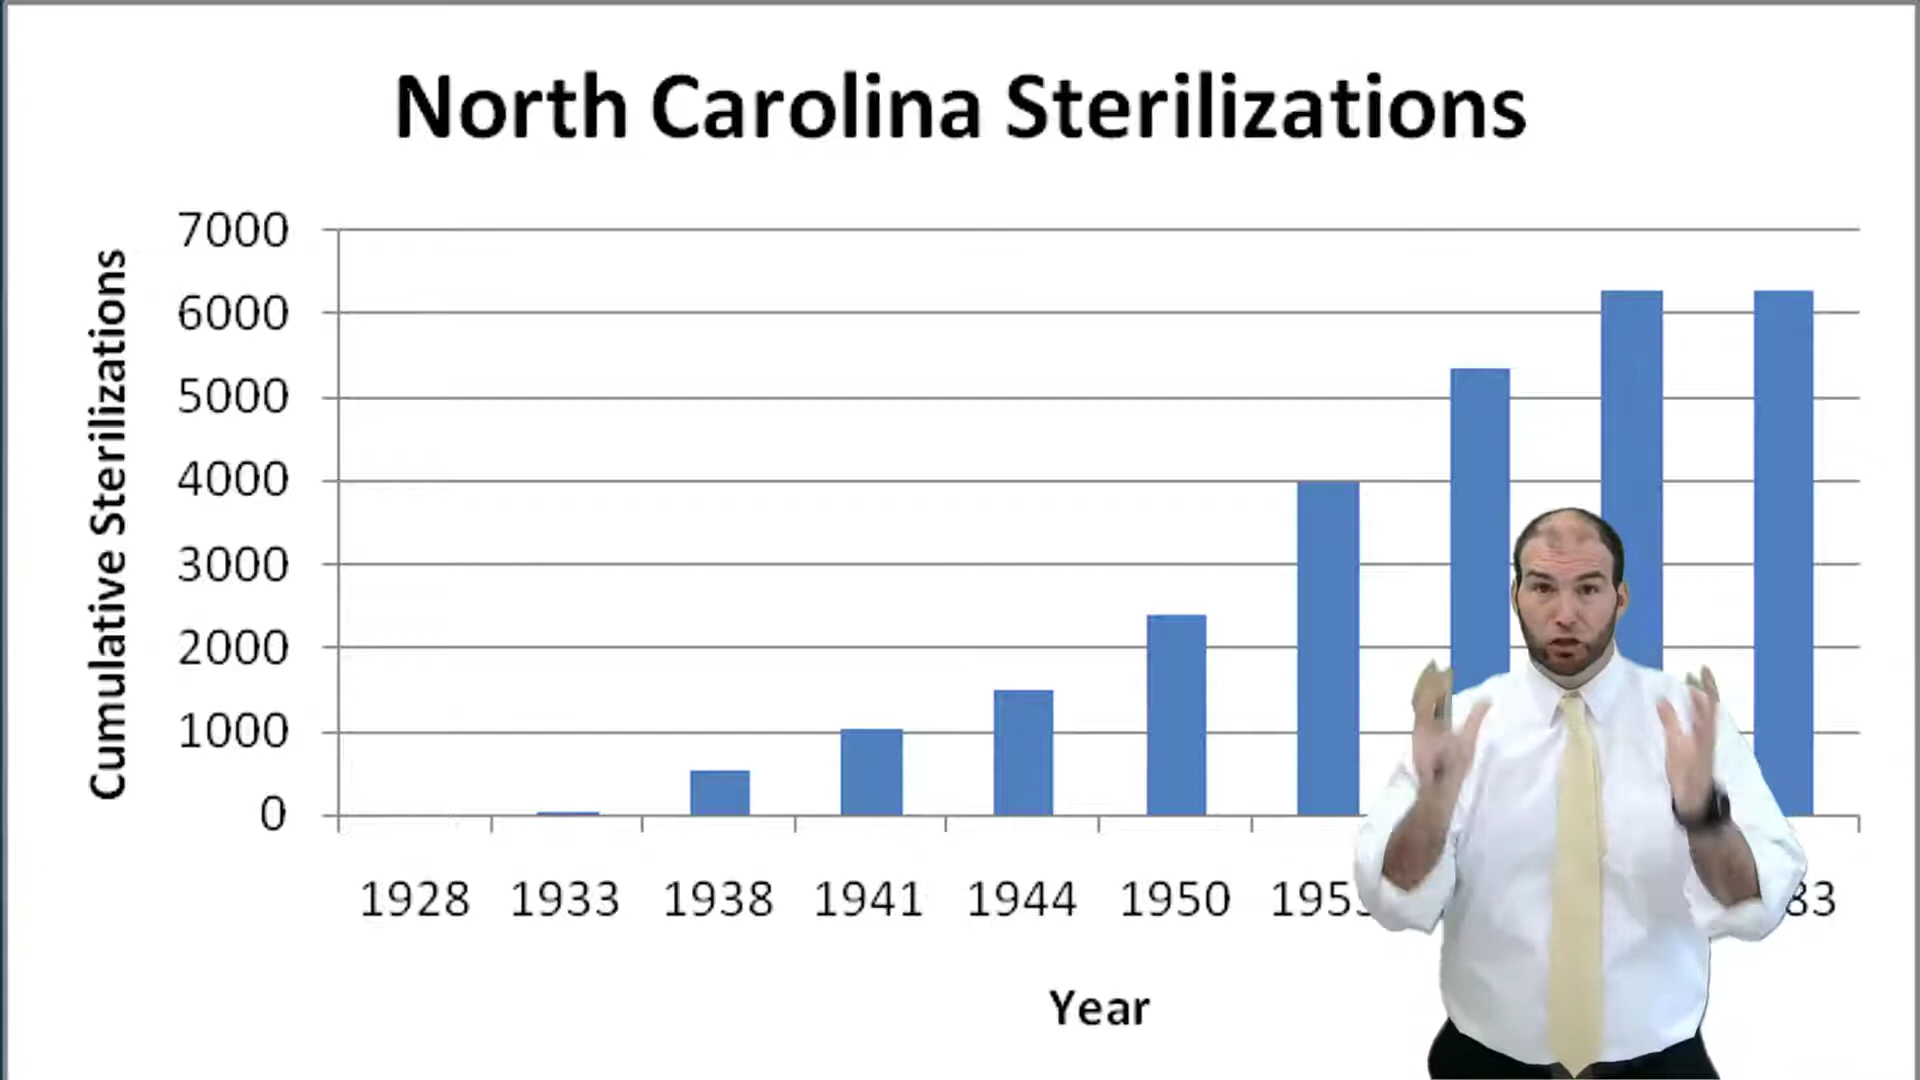 North Carolina Sterilizations
Cumulative Sterilizations
7000
6000
5000
4000
3000
2000
1000
0
1928 1933 1938 1941 1944 1950
Year